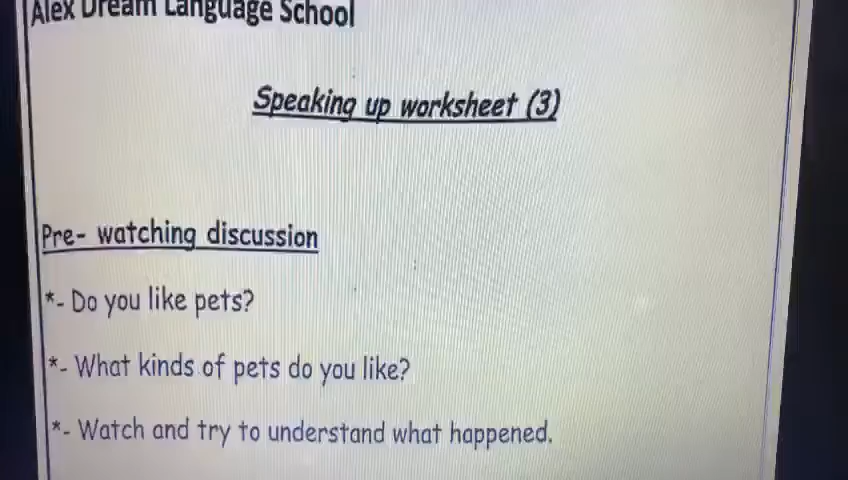 Alex Dream Language School
Speaking up worksheet (3)
Pre- watching discussion
*- Do you like pets?
*- What kinds of pets do you like?
*- Watch and try to understand what happened.